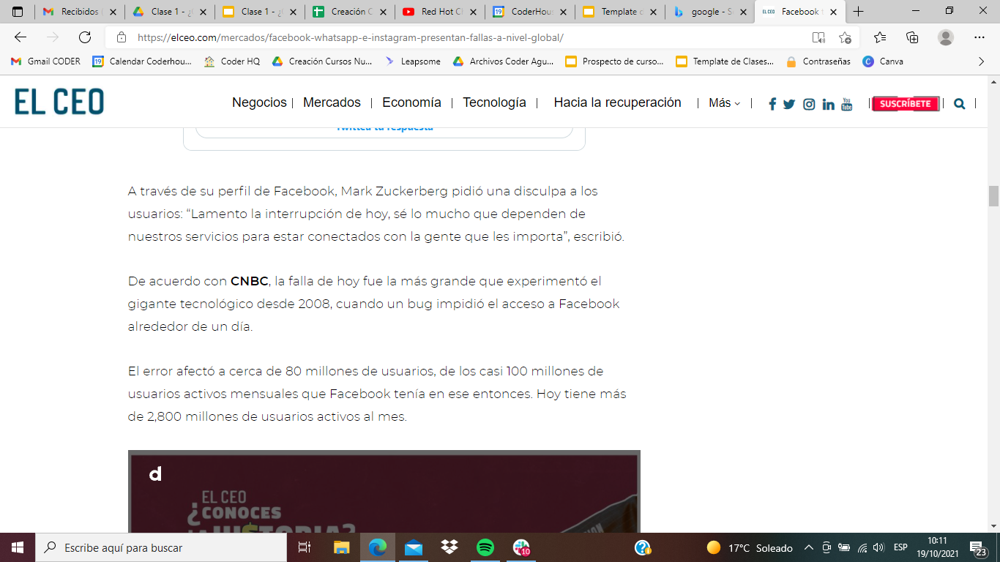 Recibidos (
Clase 1 - ¿(
Clase 1 - ¿(
Creación C
Red Hot Ch
CoderHous
Template d
google - S
Facebook
https://elceo.com/mercados/facebook-whatsapp-e-instagram-presentan-fallas-a-nivel-global/
Gmail CODER
19 Calendar Coderhou...
Coder HQ
Creación Cursos Nu...
Leapsome
Archivos Coder Agu...
Prospecto de curso...
Template de Clases...
Contraseñas
Canva
EL CEO
Negocios | Mercados | Economía | Tecnología | Hacia la recuperación | Más | You Tube | SUSCRÍBETE | |
Twittea tu respuesta
A través de su perfil de Facebook, Mark Zuckerberg pidió una disculpa a los
usuarios: “Lamento la interrupción de hoy, sé lo mucho que dependen de
nuestros servicios para estar conectados con la gente que les importa”, escribió.
De acuerdo con CNBC, la falla de hoy fue la más grande que experimentó el
gigante tecnológico desde 2008, cuando un bug impidió el acceso a Facebook
alrededor de un día.
El error afectó a cerca de 80 millones de usuarios, de los casi 100 millones de
usuarios activos mensuales que Facebook tenía en ese entonces. Hoy tiene más
de 2,800 millones de usuarios activos al mes.
d
EL CEO
¿CONOCES
LA HISTORIA?
Escribe aquí para buscar
10
17°C Soleado
ESP
10:11
19/10/2021
23